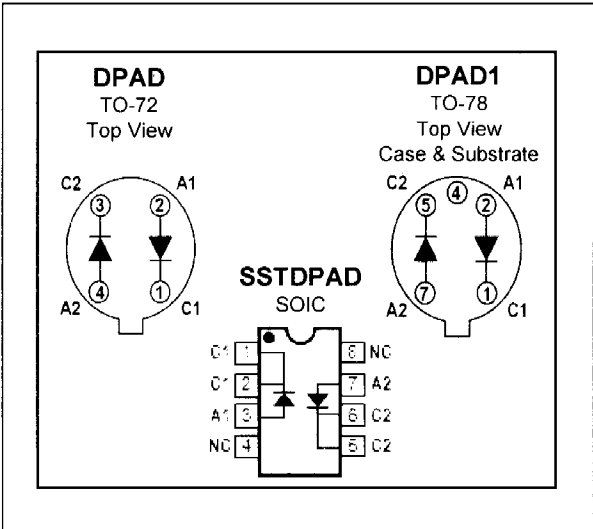 DPAD
TO-72
Top View
C2 A1
3 2
4 1
A2 C1
DPAD1
TO-78
Top View
Case & Substrate
C2 4 A1
5 2
7 1
A2 C1
SSTDPAD
SOIC
C1 1 8 NC
C1 2 7 A2
A1 3 6 C2
NC 4 5 C2